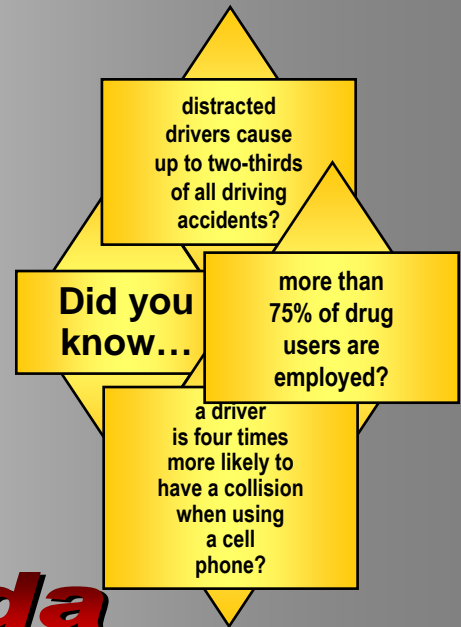 distracted
drivers cause
up to two-thirds
of all driving
accidents?
Did you
know…
more than
75% of drug
users are
employed?
a driver
is four times
more likely to
have a collision
when using
a cell
phone?
da